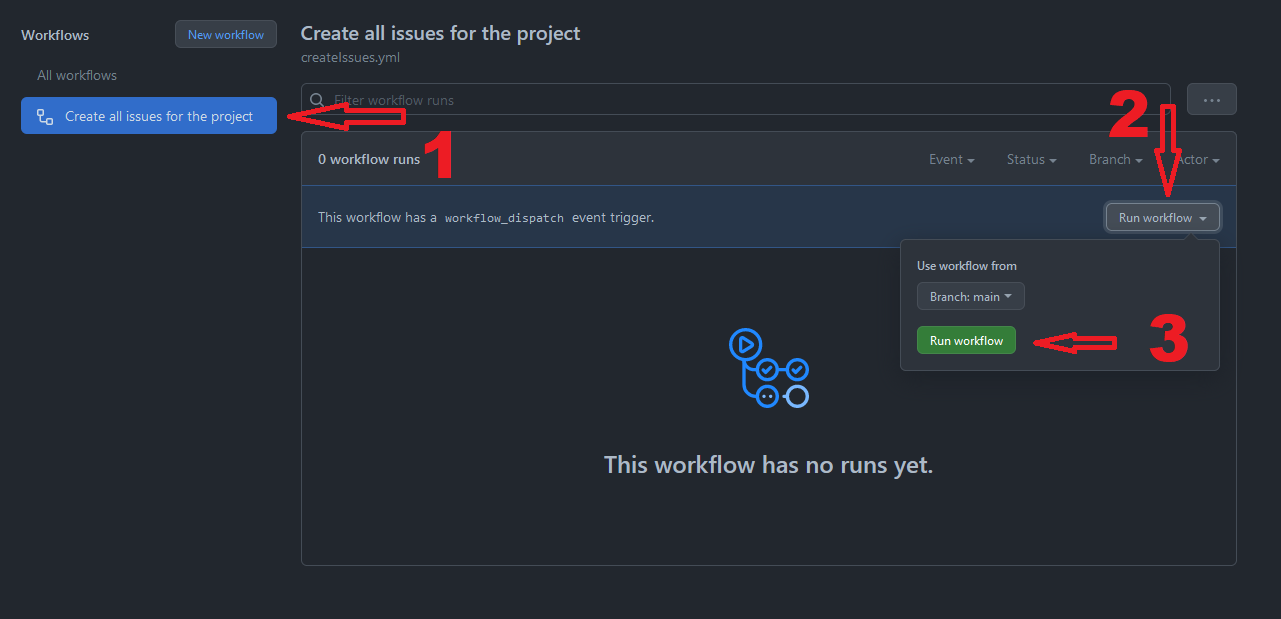 Workflows
New workflow
All workflows
Create all issues for the project
Create all issues for the project
createIssues.yml
Filter workflow runs
...
1
2
0 workflow runs
Event
Status
Branch
Actor
This workflow has a workflow_dispatch event trigger.
Run workflow
Use workflow from
Branch: main
Run workflow
3
This workflow has no runs yet.